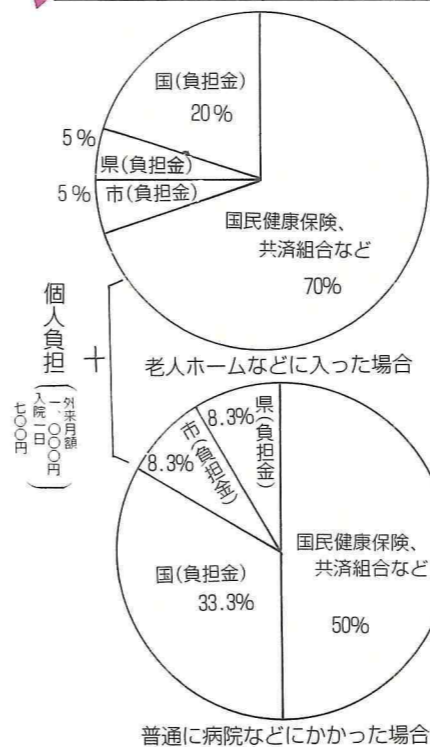 国(負担金)
20%
5%
県(負担金)
5%
市(負担金)
国民健康保険、
共済組合など
70%
老人ホームなどに入った場合
個人負担
+
外来月額
一、〇〇〇円
入院一日
七〇〇円
8.3%
県(負担金)
8.3%
市(負担金)
国(負担金)
33.3%
国民健康保険、
共済組合など
50%
普通に病院などにかかった場合